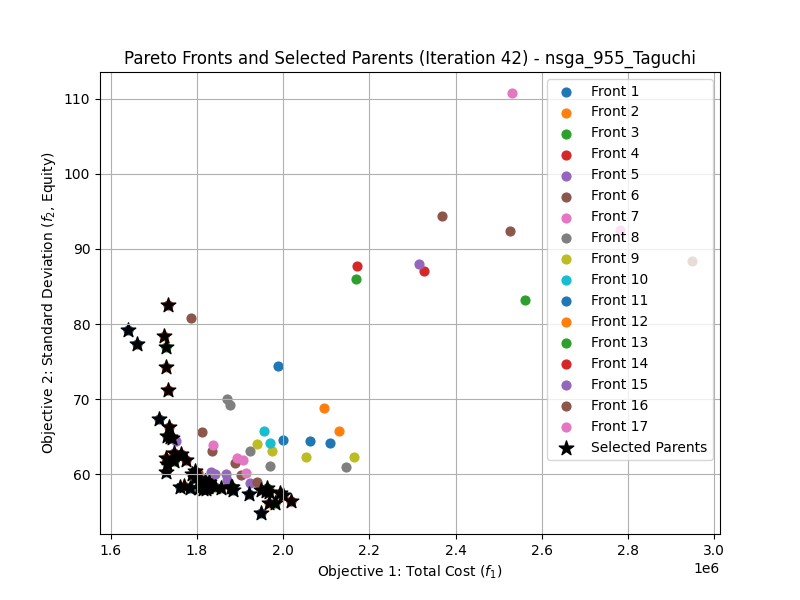 Pareto Fronts and Selected Parents (Iteration 42) - nsga_955_Taguchi
Objective 2: Standard Deviation (f₂, Equity)
110
100
90
80
70
60
Front 1
Front 2
Front 3
Front 4
Front 5
Front 6
Front 7
Front 8
Front 9
Front 10
Front 11
Front 12
Front 13
Front 14
Front 15
Front 16
Front 17
Selected Parents
1.6 1.8 2.0 2.2 2.4 2.6 2.8 3.0
1e6
Objective 1: Total Cost (f₁)